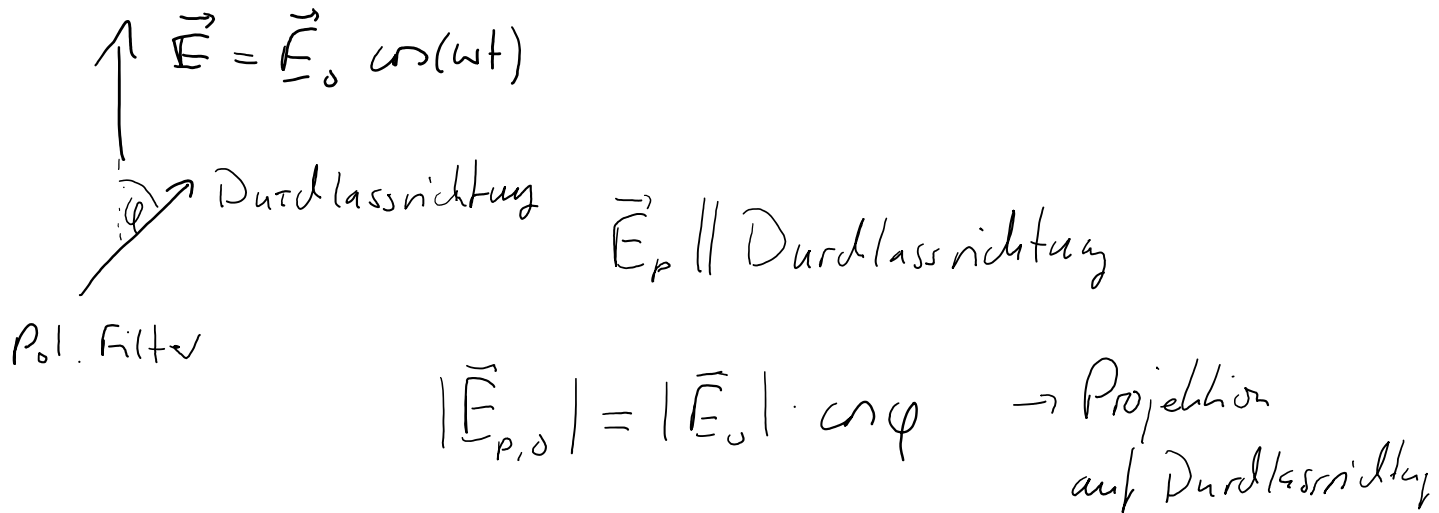 E⃗ = E⃗₀ cos(ωt)
φ
Durchlassrichtung
E⃗ₚ || Durchlassrichtung
Pol. Filter
|E⃗ₚ,₀| = |E⃗₀| · cos φ → Projektion
auf Durchlassrichtung